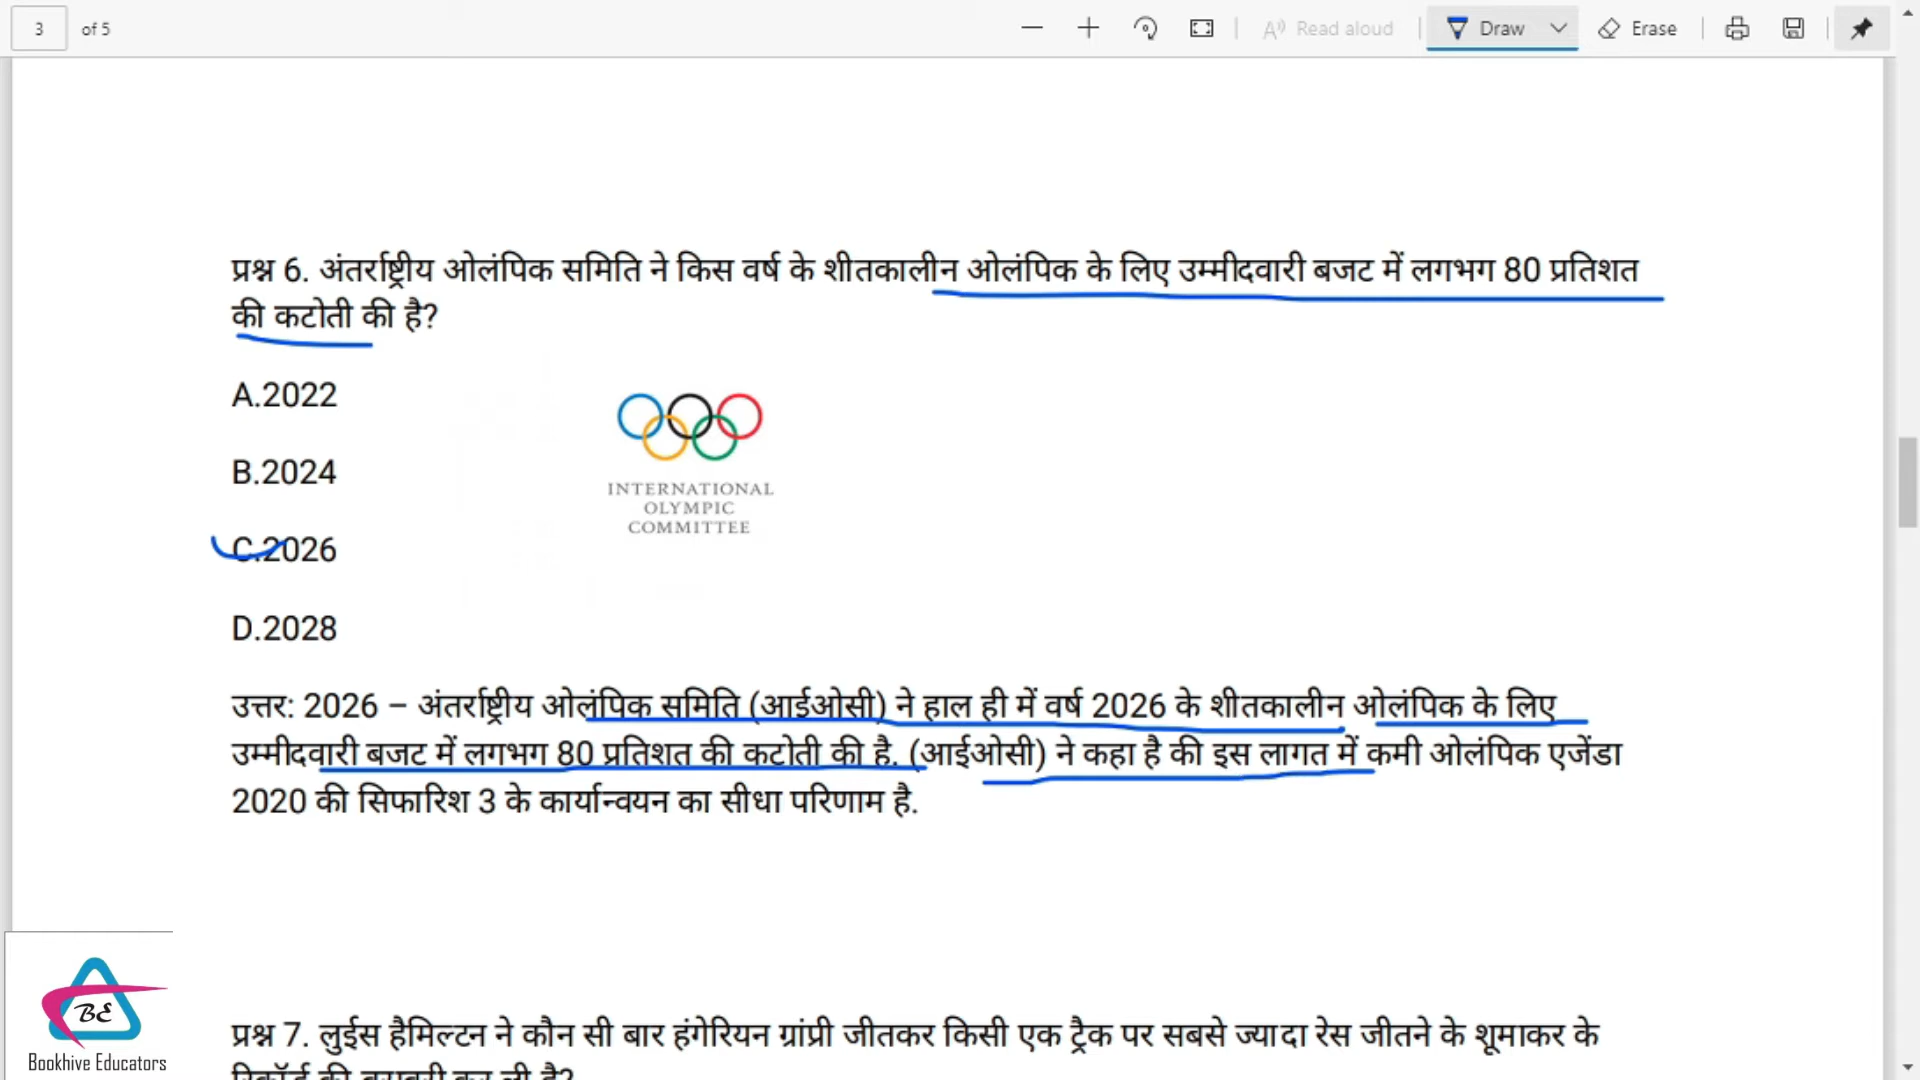 3 of 5
Read aloud
Draw
Erase
प्रश्न 6. अंतर्राष्ट्रीय ओलंपिक समिति ने किस वर्ष के शीतकालीन ओलंपिक के लिए उम्मीदवारी बजट में लगभग 80 प्रतिशत
की कटोती की है?
A.2022
B.2024
C.2026
D.2028
INTERNATIONAL
OLYMPIC
COMMITTEE
उत्तर: 2026 – अंतर्राष्ट्रीय ओलंपिक समिति (आईओसी) ने हाल ही में वर्ष 2026 के शीतकालीन ओलंपिक के लिए
उम्मीदवारी बजट में लगभग 80 प्रतिशत की कटोती की है. (आईओसी) ने कहा है की इस लागत में कमी ओलंपिक एजेंडा
2020 की सिफारिश 3 के कार्यान्वयन का सीधा परिणाम है.
BE
Bookhive Educators
प्रश्न 7. लुईस हैमिल्टन ने कौन सी बार हंगेरियन ग्रांप्री जीतकर किसी एक ट्रैक पर सबसे ज्यादा रेस जीतने के शूमाकर के
रिकॉर्ड की बराबरी कर ली है?